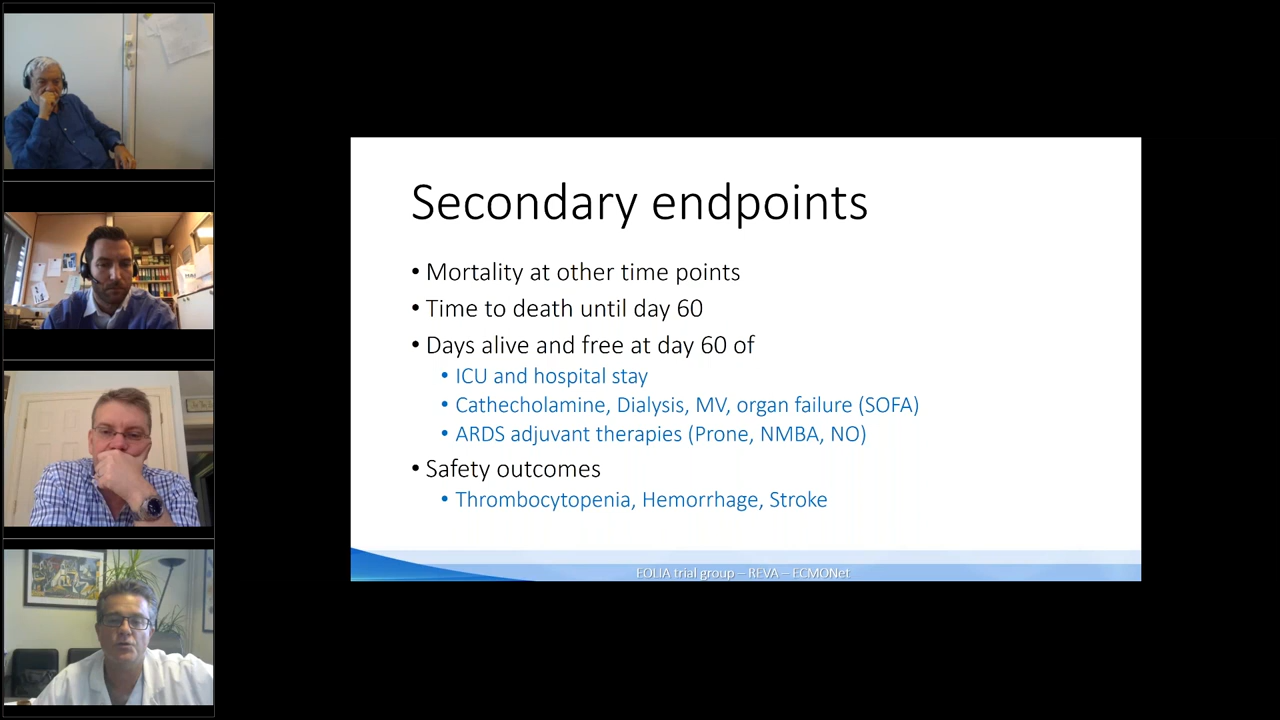 Secondary endpoints
• Mortality at other time points
• Time to death until day 60
• Days alive and free at day 60 of
• ICU and hospital stay
• Cathecholamine, Dialysis, MV, organ failure (SOFA)
• ARDS adjuvant therapies (Prone, NMBA, NO)
• Safety outcomes
• Thrombocytopenia, Hemorrhage, Stroke
EOLIA trial group – REVA – ECMONet